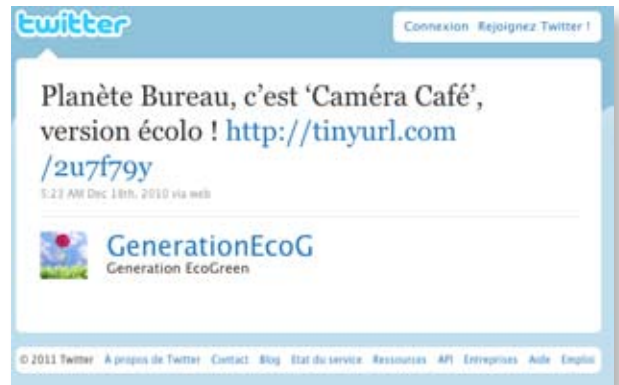 twitter
Connexion Rejoignez Twitter !
Planète Bureau, c'est 'Caméra Café',
version écolo ! http://tinyurl.com
/2u7f79y
5:23 AM Dec 18th, 2010 via web
GenerationEcoG
Generation EcoGreen
© 2011 Twitter À propos de Twitter Contact Blog Etat du service Ressources API Entreprises Aide Emploi